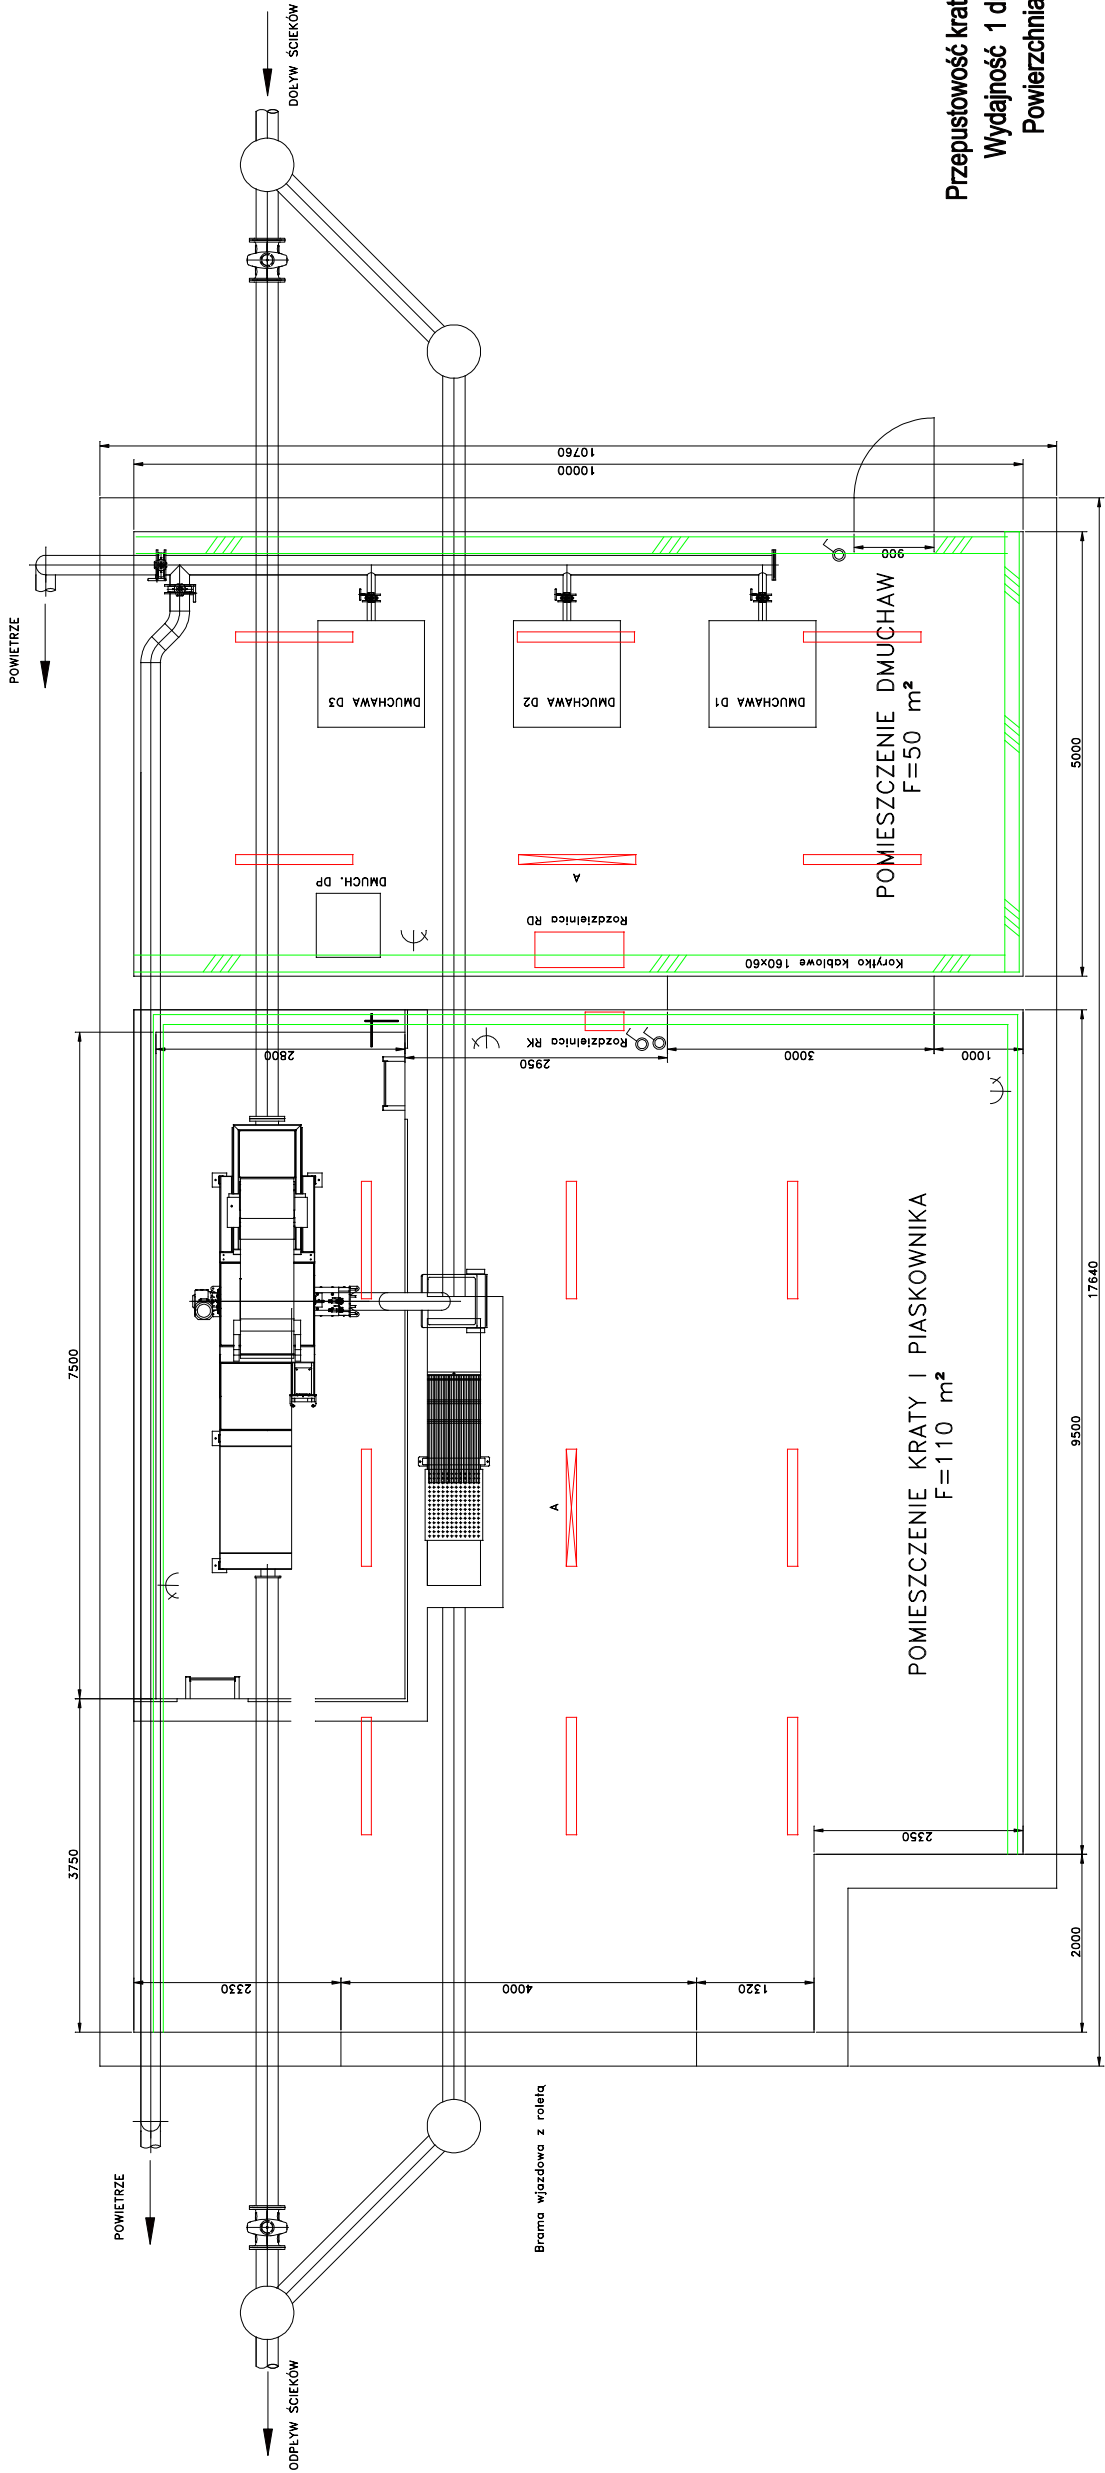 DOŁYW ŚCIEKÓW
Przepustowość krat
Wydajność 1 d
Powierzchnia
10760
10000
POWIETRZE
900
DMUCHAWA D3
DMUCHAWA D2
DMUCHAWA D1
POMIESZCZENIE DMUCHAW
F=50 m²
5000
DMUCH. DP
A
Rozdzielnica RD
Korytko kablowe 160x60
Rozdzielnica RK
2800
2950
3000
1000
7500
17640
POMIESZCZENIE KRATY I PIASKOWNIKA
F=110 m²
9500
A
3750
2350
2000
2330
4000
1320
Brama wjazdowa z roletą
POWIETRZE
ODPŁYW ŚCIEKÓW